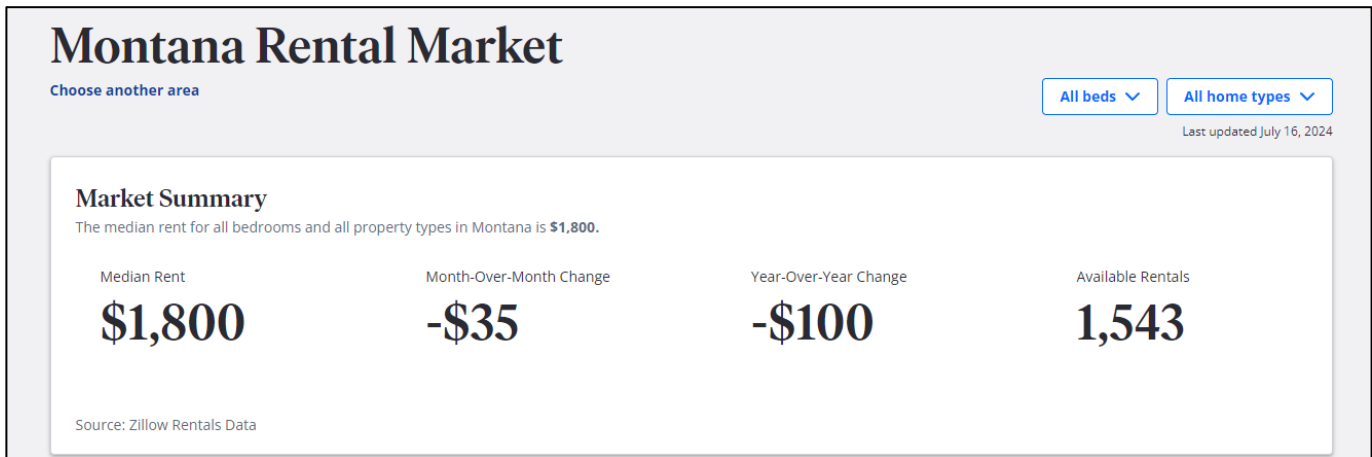 Montana Rental Market
Choose another area
All beds
All home types
Last updated July 16, 2024
Market Summary
The median rent for all bedrooms and all property types in Montana is $1,800.
Median Rent
$1,800
Month-Over-Month Change
-$35
Year-Over-Year Change
-$100
Available Rentals
1,543
Source: Zillow Rentals Data